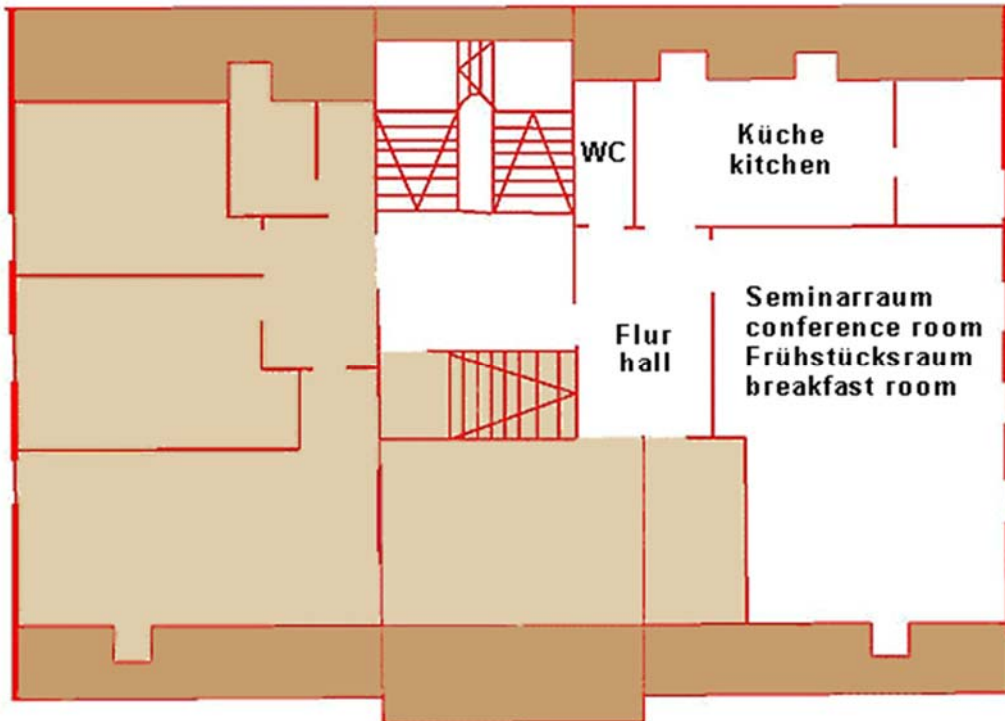 WC
Küche
kitchen
Flur
hall
Seminarraum
conference room
Frühstücksraum
breakfast room